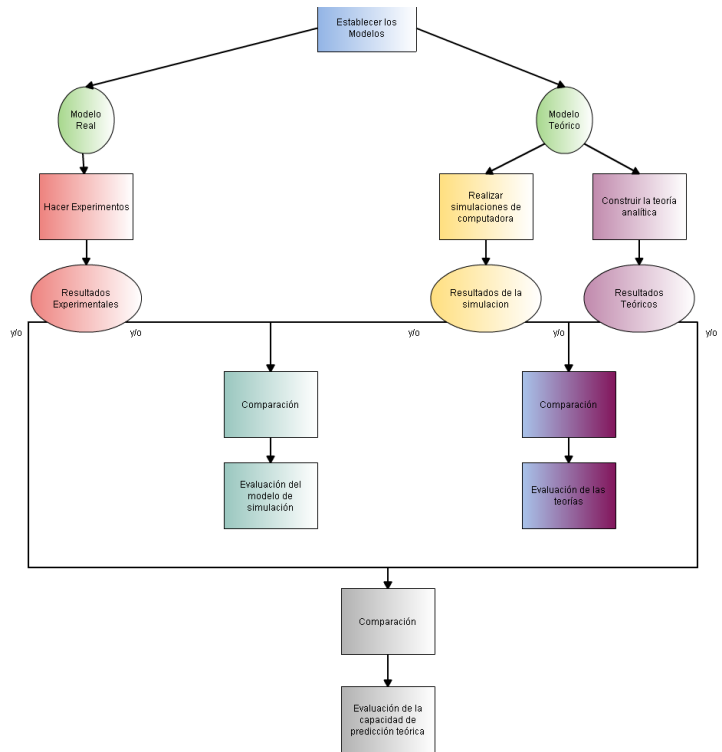 Establecer los
Modelos
Modelo
Real
Modelo
Teórico
Hacer Experimentos
Realizar
simulaciones de
computadora
Construir la teoría
analítica
Resultados
Experimentales
Resultados de la
simulacion
Resultados
Teóricos
y/o
y/o
y/o
y/o
y/o
Comparación
Comparación
Evaluación del
modelo de
simulación
Evaluación de las
teorías
Comparación
Evaluación de la
capacidad de
predicción teórica